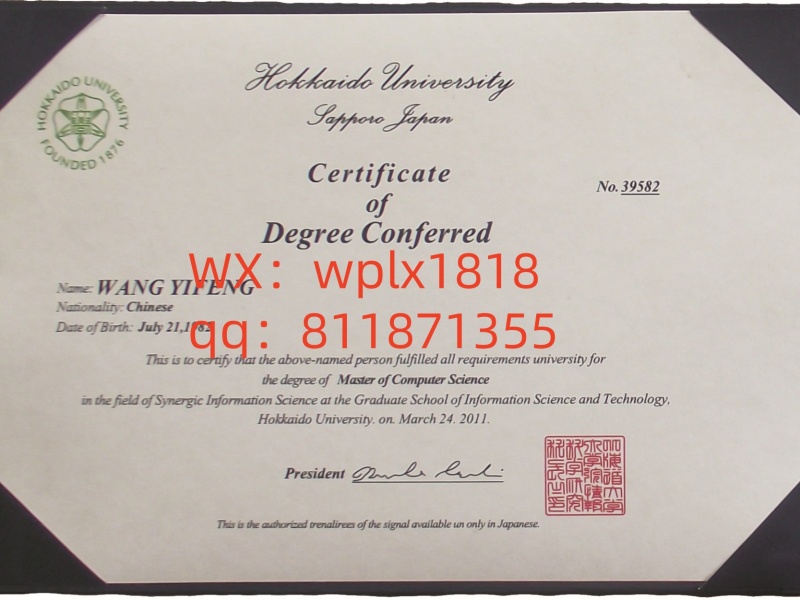 HOKKAIDO UNIVERSITY
FOUNDED 1876
Hokkaido University
Sapporo Japan
Certificate
of
Degree Conferred
No. 39582
WX：wplx1818
Name: WANG YIFENG
Nationality: Chinese
Date of Birth: July 21,1982
qq：811871355
This is to certify that the above-named person fulfilled all requirements university for
the degree of Master of Computer Science
in the field of Synergic Information Science at the Graduate School of Information Science and Technology,
Hokkaido University. on. March 24. 2011.
President
This is the authorized trenalirees of the signal available un only in Japanese.